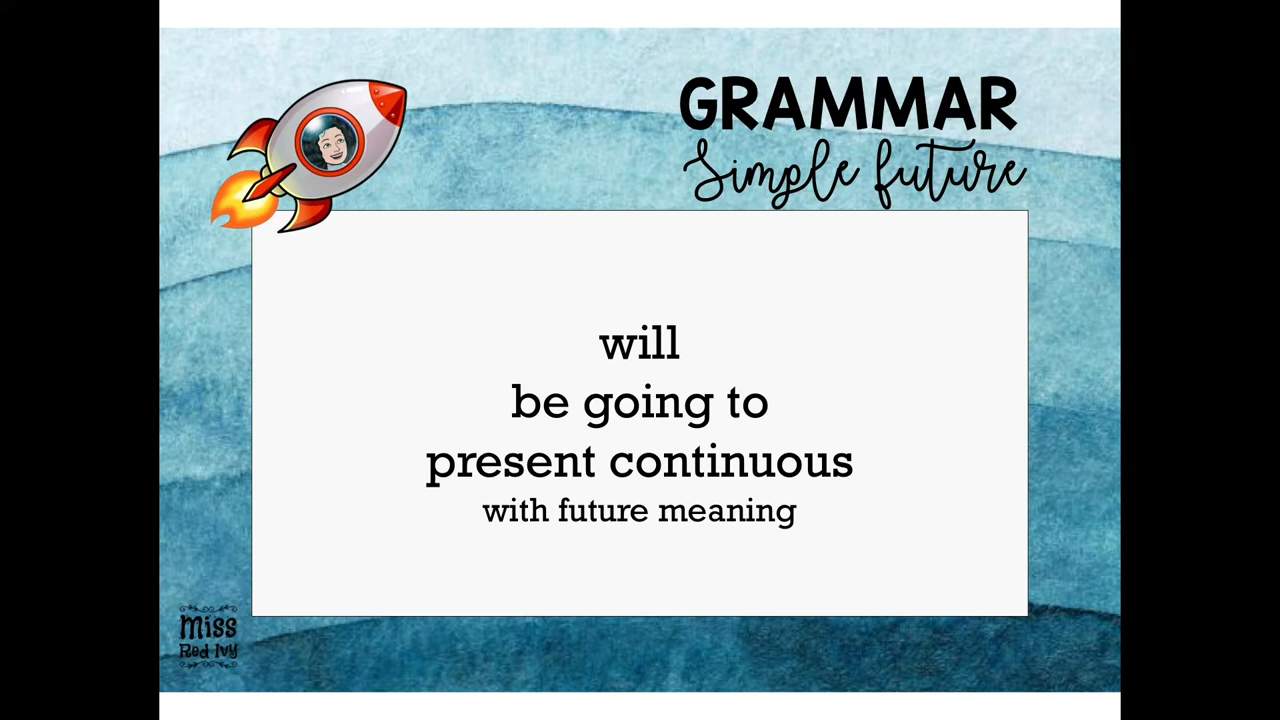 GRAMMAR
Simple future
will
be going to
present continuous
with future meaning
Miss
Red Ivy